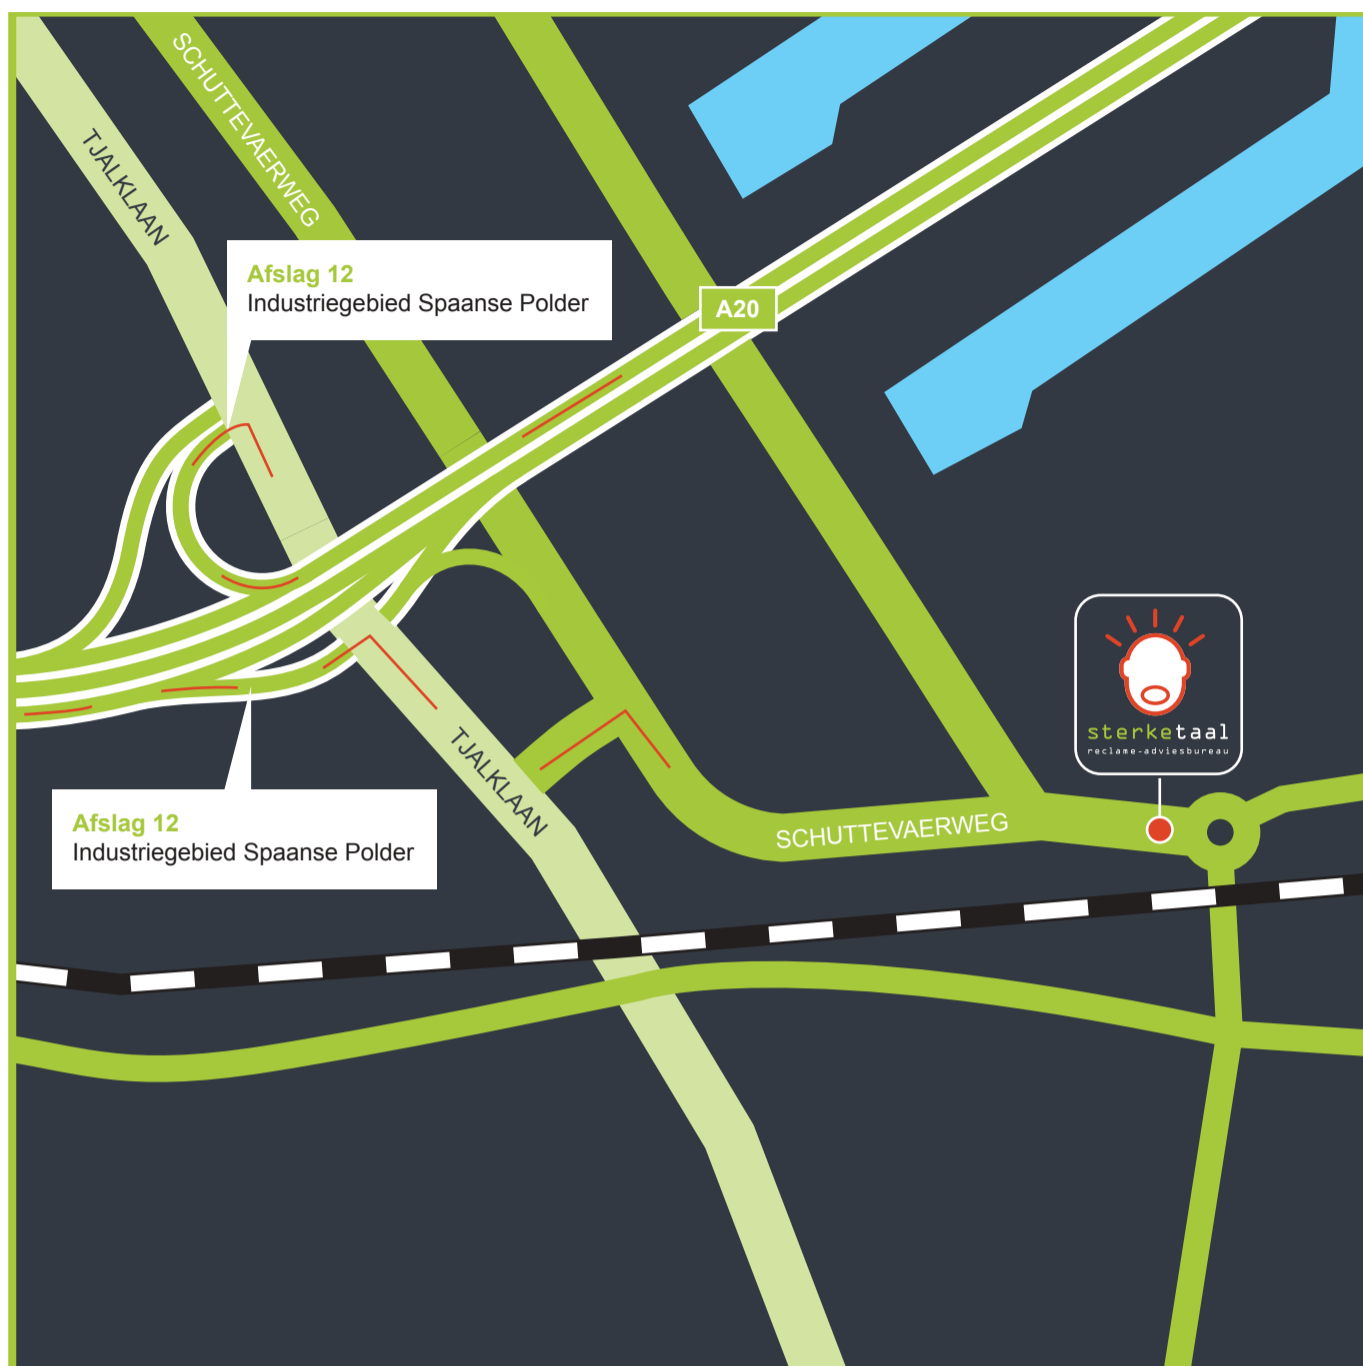 SCHUTTEVAERWEG
TJALKLAAN
Afslag 12
Industriegebied Spaanse Polder
A20
sterketaal
reclame-adviesbureau
TJALKLAAN
SCHUTTEVAERWEG
Afslag 12
Industriegebied Spaanse Polder